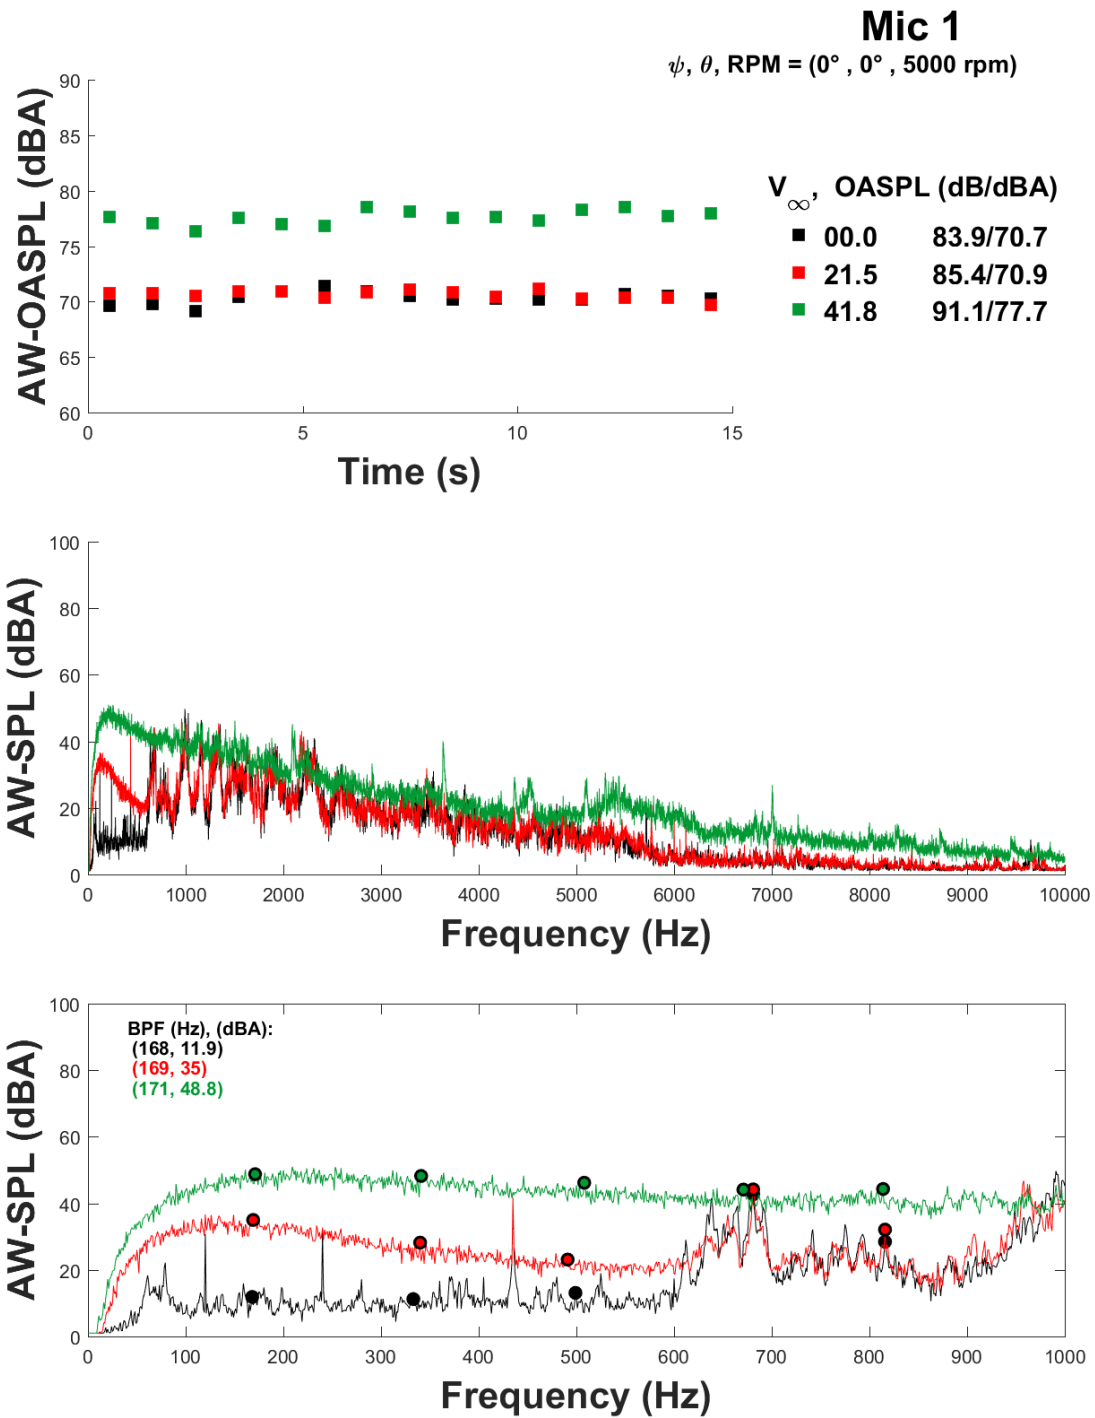 Mic 1
ψ, θ, RPM = (0° , 0° , 5000 rpm)
90
85
80
75
70
65
60
AW-OASPL (dBA)
0 5 10 15
Time (s)
V∞, OASPL (dB/dBA)
00.0 83.9/70.7
21.5 85.4/70.9
41.8 91.1/77.7
100
80
60
40
20
0
AW-SPL (dBA)
0 1000 2000 3000 4000 5000 6000 7000 8000 9000 10000
Frequency (Hz)
100
80
60
40
20
0
AW-SPL (dBA)
BPF (Hz), (dBA):
(168, 11.9)
(169, 35)
(171, 48.8)
0 100 200 300 400 500 600 700 800 900 1000
Frequency (Hz)